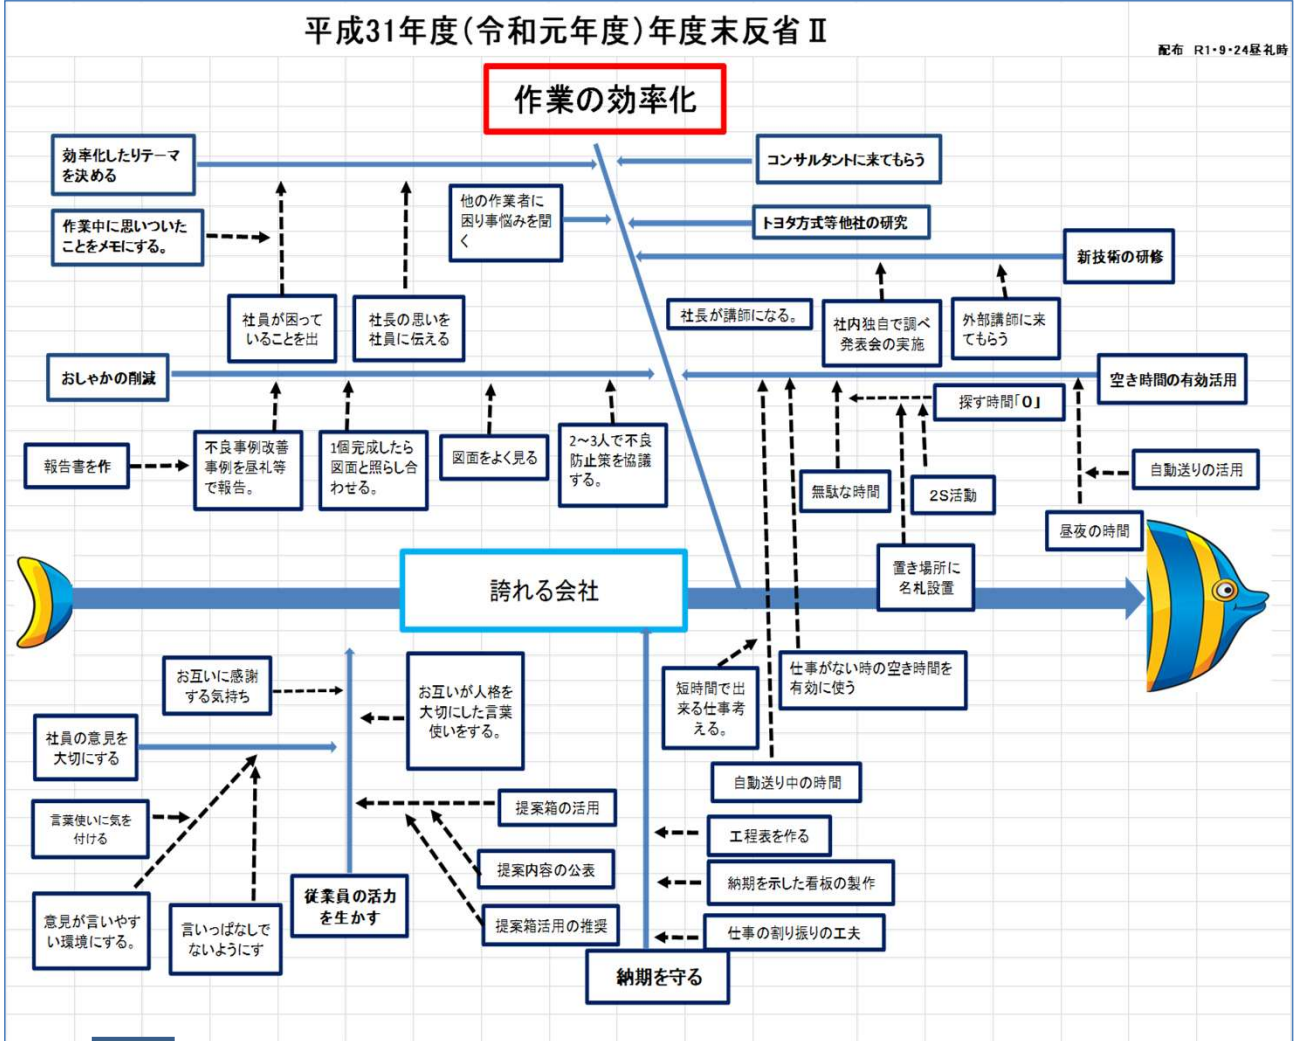 平成31年度(令和元年度)年度末反省Ⅱ
配布 R1・9・24昼礼時
作業の効率化
効率化したりテーマ
を決める
コンサルタントに来てもらう
作業中に思いついた
ことをメモにする。
他の作業者に
困り事悩みを聞
く
トヨタ方式等他社の研究
新技術の研修
社員が困って
いることを出
社長の思いを
社員に伝える
社長が講師になる。
社内独自で調べ
発表会の実施
外部講師に来
てもらう
おしゃかの削減
空き時間の有効活用
探す時間「0」
報告書を作
不良事例改善
事例を昼礼等
で報告。
1個完成したら
図面と照らし合
わせる。
図面をよく見る
2～3人で不良
防止策を協議
する。
無駄な時間
2S活動
自動送りの活用
昼夜の時間
置き場所に
名札設置
誇れる会社
お互いに感謝
する気持ち
お互いが人格を
大切にした言葉
使いをする。
短時間で出
来る仕事考
える。
仕事がない時の空き時間を
有効に使う
社員の意見を
大切にする
自動送り中の時間
言葉使いに気を
付ける
提案箱の活用
工程表を作る
提案内容の公表
納期を示した看板の製作
従業員の活力
を生かす
提案箱活用の推奨
仕事の割り振りの工夫
意見が言いやす
い環境にする。
言いっぱなしで
ないようにす
納期を守る